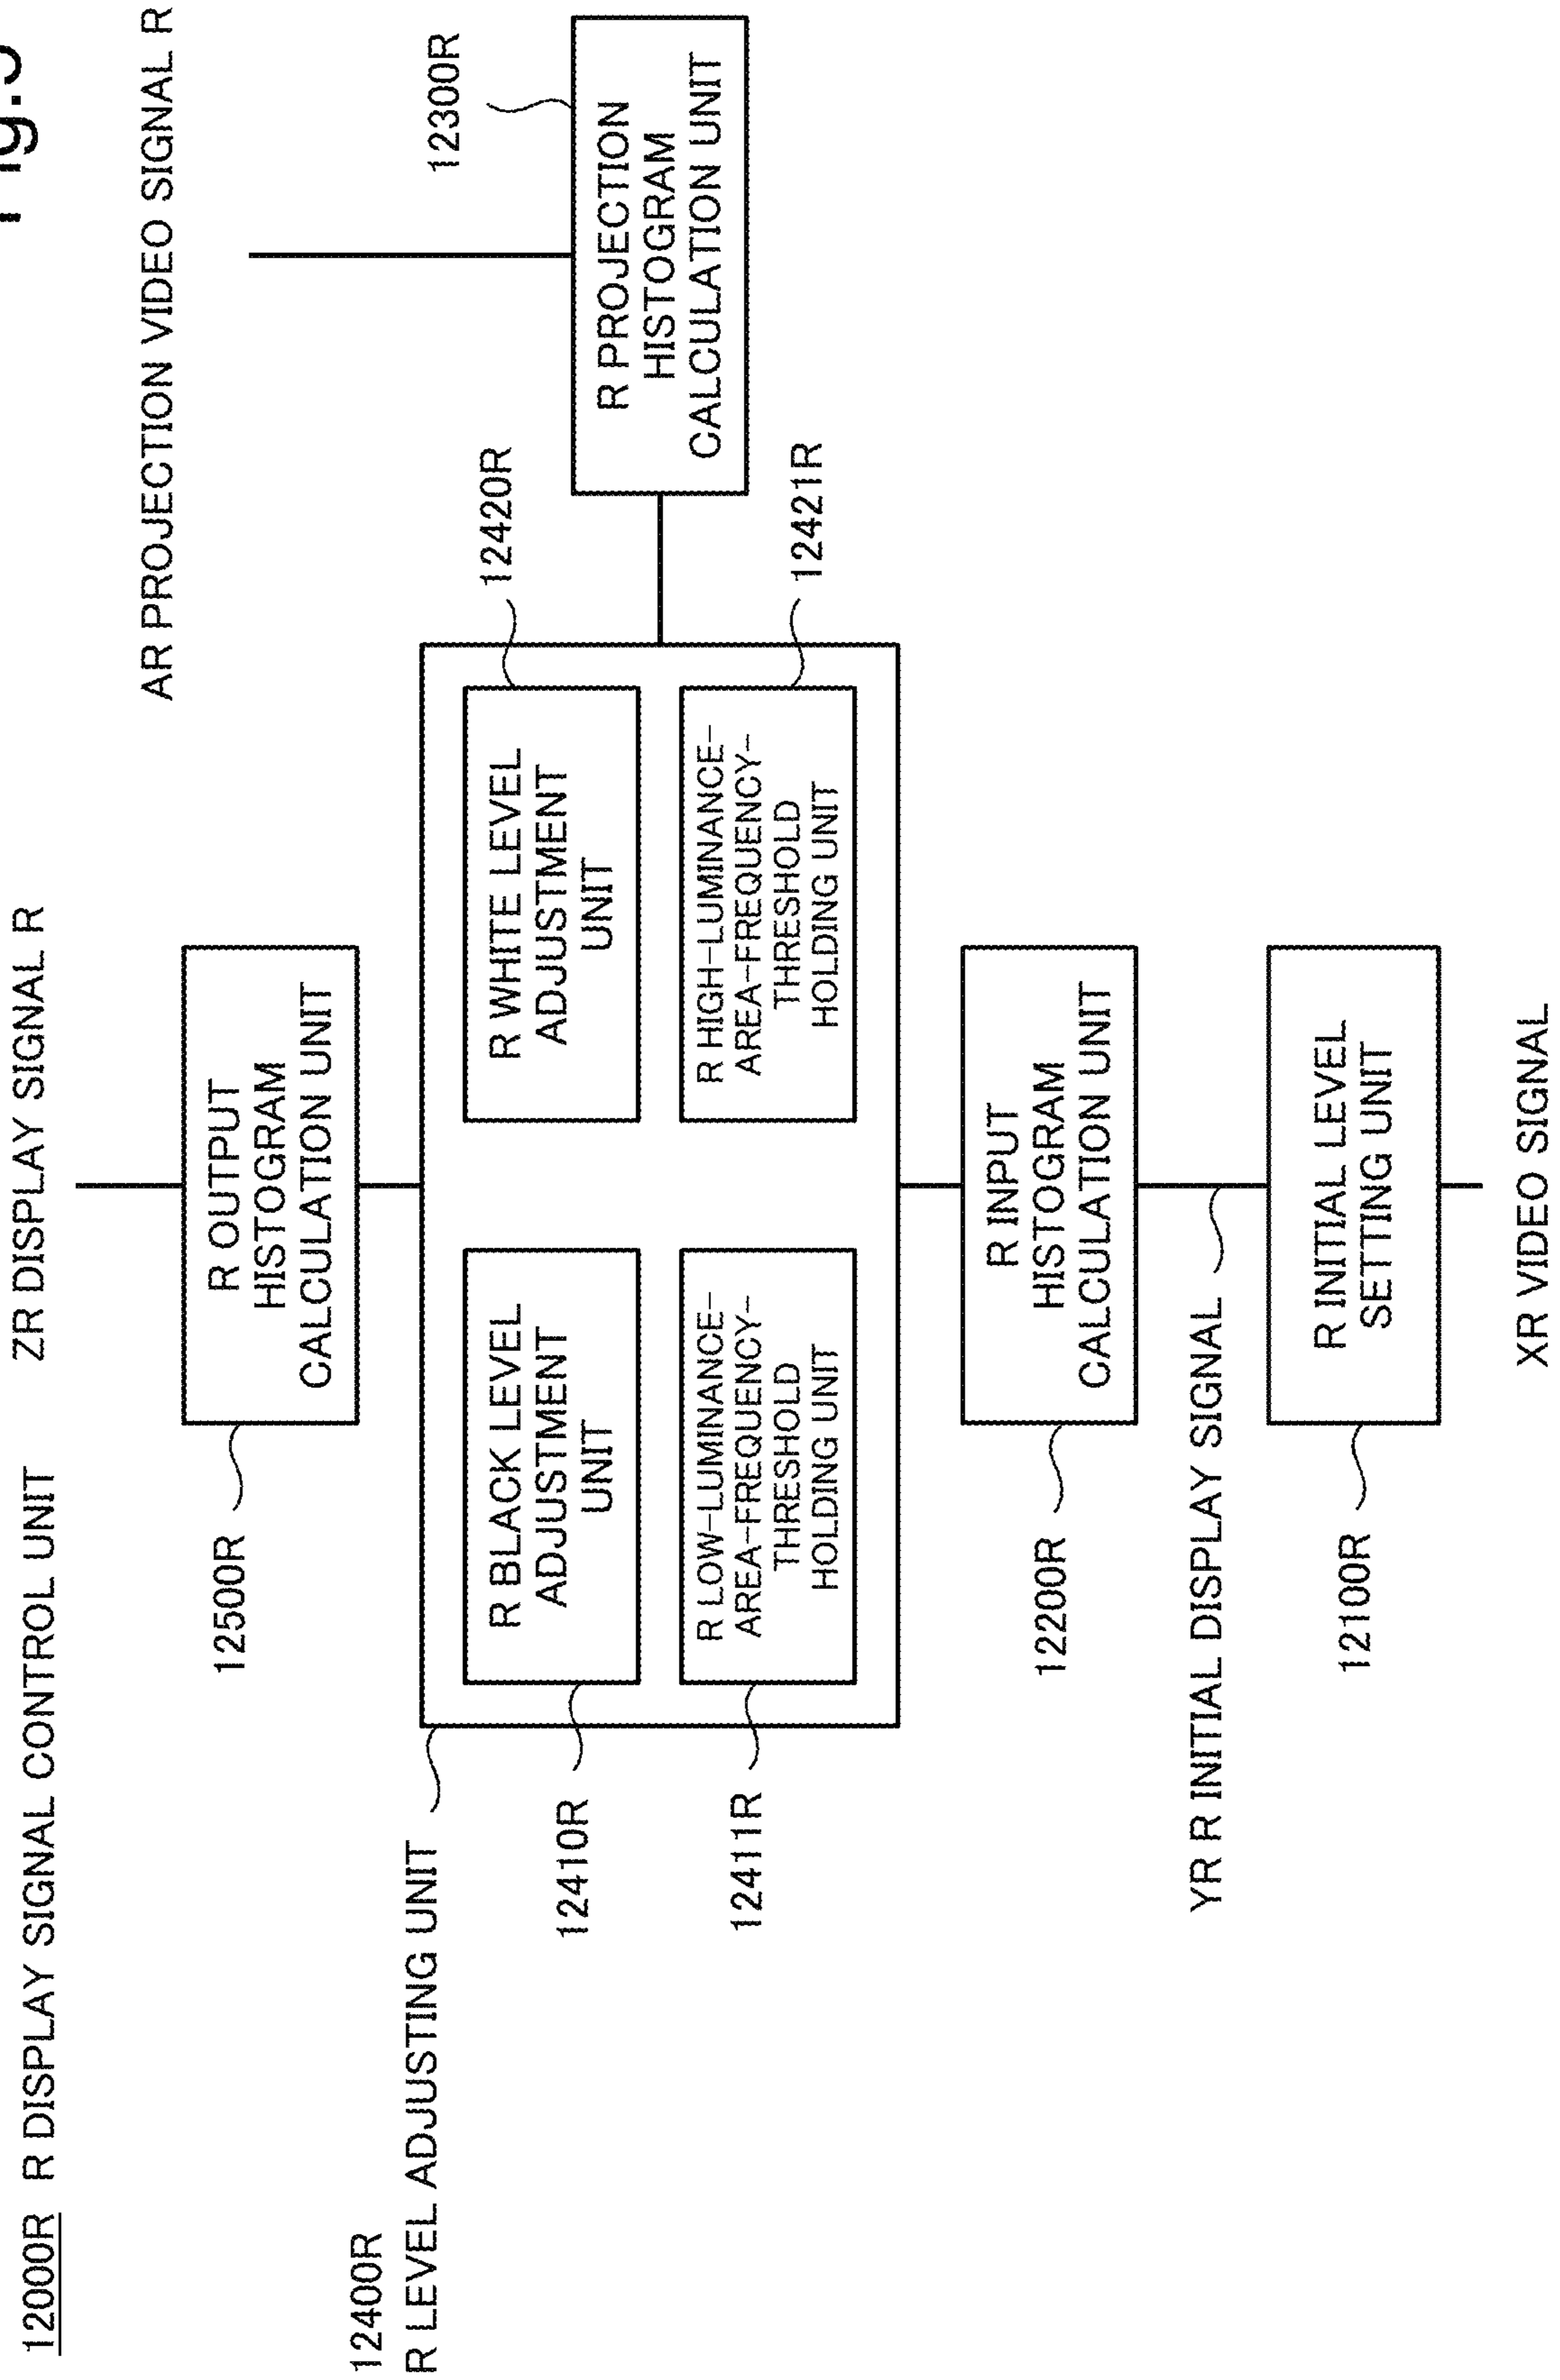 12000R R DISPLAY SIGNAL CONTROL UNIT
ZR DISPLAY SIGNAL R
AR PROJECTION VIDEO SIGNAL R
12500R
R OUTPUT
HISTOGRAM
CALCULATION UNIT
12400R
R LEVEL ADJUSTING UNIT
12410R
R BLACK LEVEL
ADJUSTMENT
UNIT
R WHITE LEVEL
ADJUSTMENT
UNIT
12420R
12411R
R LOW-LUMINANCE-
AREA-FREQUENCY-
THRESHOLD
HOLDING UNIT
R HIGH-LUMINANCE-
AREA-FREQUENCY-
THRESHOLD
HOLDING UNIT
12421R
12300R
R PROJECTION
HISTOGRAM
CALCULATION UNIT
12200R
R INPUT
HISTOGRAM
CALCULATION UNIT
YR R INITIAL DISPLAY SIGNAL
12100R
R INITIAL LEVEL
SETTING UNIT
XR VIDEO SIGNAL